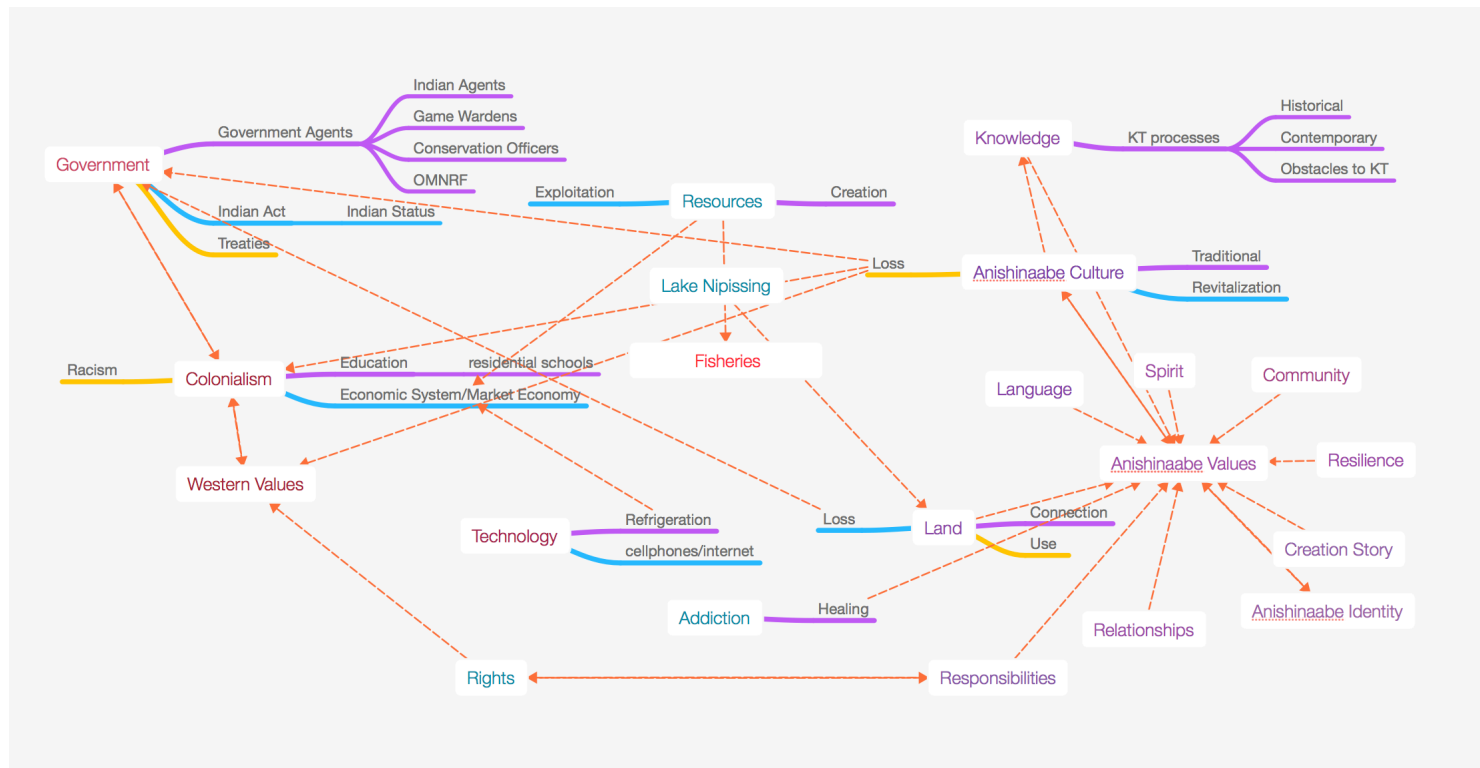 Indian Agents
Government Agents
Game Wardens
Conservation Officers
OMNRF
Government
Indian Act
Indian Status
Treaties
Exploitation
Resources
Creation
Knowledge
KT processes
Historical
Contemporary
Obstacles to KT
Loss
Anishinaabe Culture
Traditional
Revitalization
Lake Nipissing
Fisheries
Racism
Colonialism
Education
residential schools
Economic System/Market Economy
Western Values
Language
Spirit
Community
Anishinaabe Values
Resilience
Technology
Refrigeration
cellphones/internet
Loss
Land
Connection
Use
Creation Story
Anishinaabe Identity
Addiction
Healing
Relationships
Rights
Responsibilities